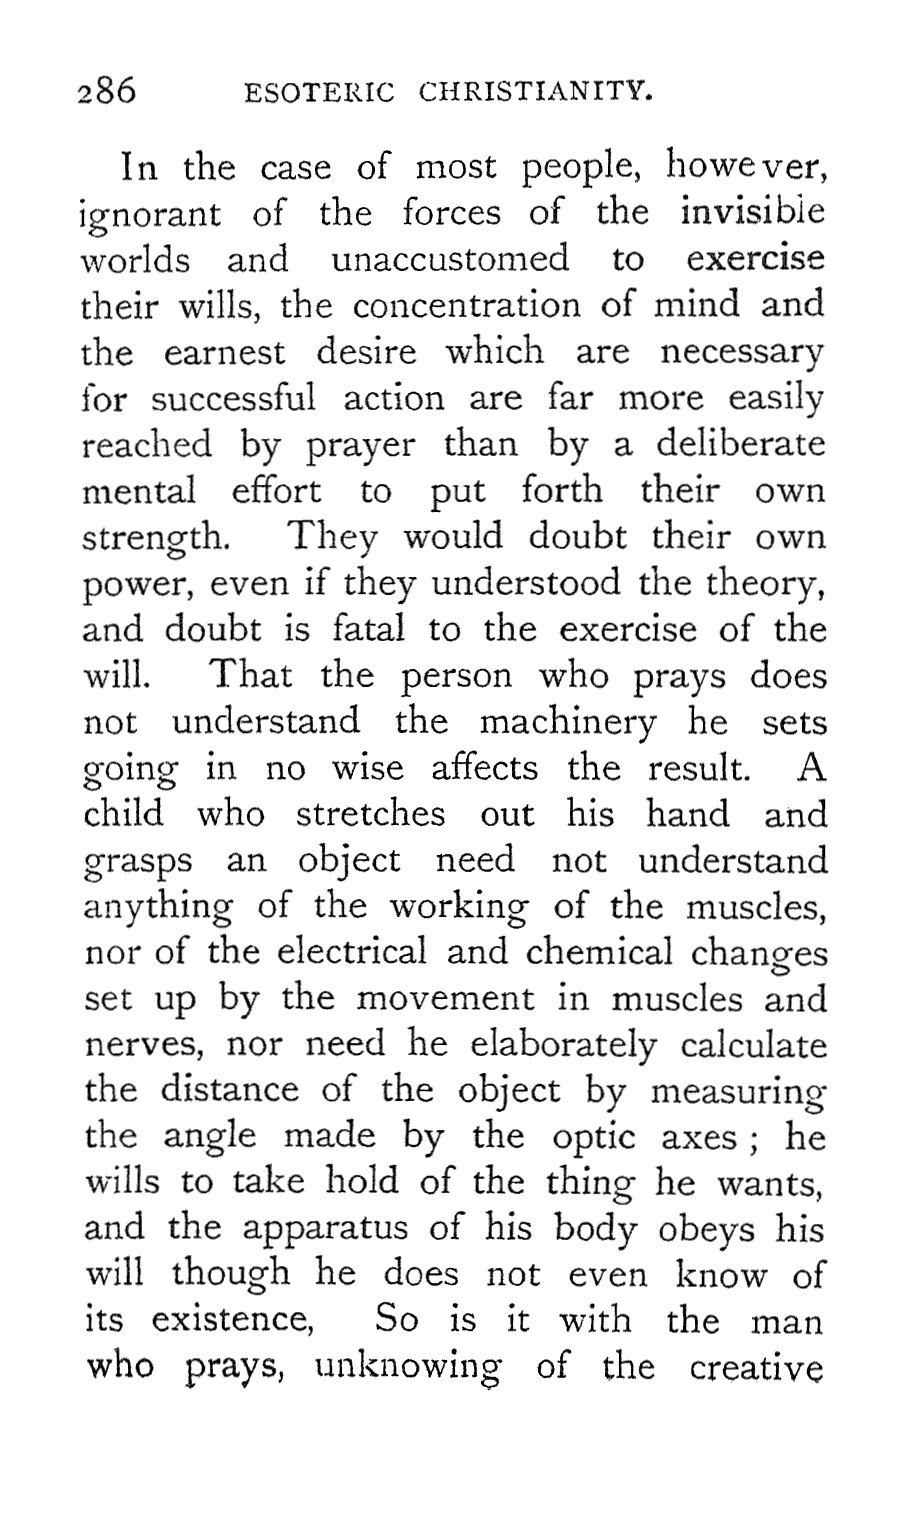 286 ESOTERIC CHRISTIANITY.
In the case of most people, however,
ignorant of the forces of the invisible
worlds and unaccustomed to exercise
their wills, the concentration of mind and
the earnest desire which are necessary
for successful action are far more easily
reached by prayer than by a deliberate
mental effort to put forth their own
strength. They would doubt their own
power, even if they understood the theory,
and doubt is fatal to the exercise of the
will. That the person who prays does
not understand the machinery he sets
going in no wise affects the result. A
child who stretches out his hand and
grasps an object need not understand
anything of the working of the muscles,
nor of the electrical and chemical changes
set up by the movement in muscles and
nerves, nor need he elaborately calculate
the distance of the object by measuring
the angle made by the optic axes ; he
wills to take hold of the thing he wants,
and the apparatus of his body obeys his
will though he does not even know of
its existence, So is it with the man
who prays, unknowing of the creative